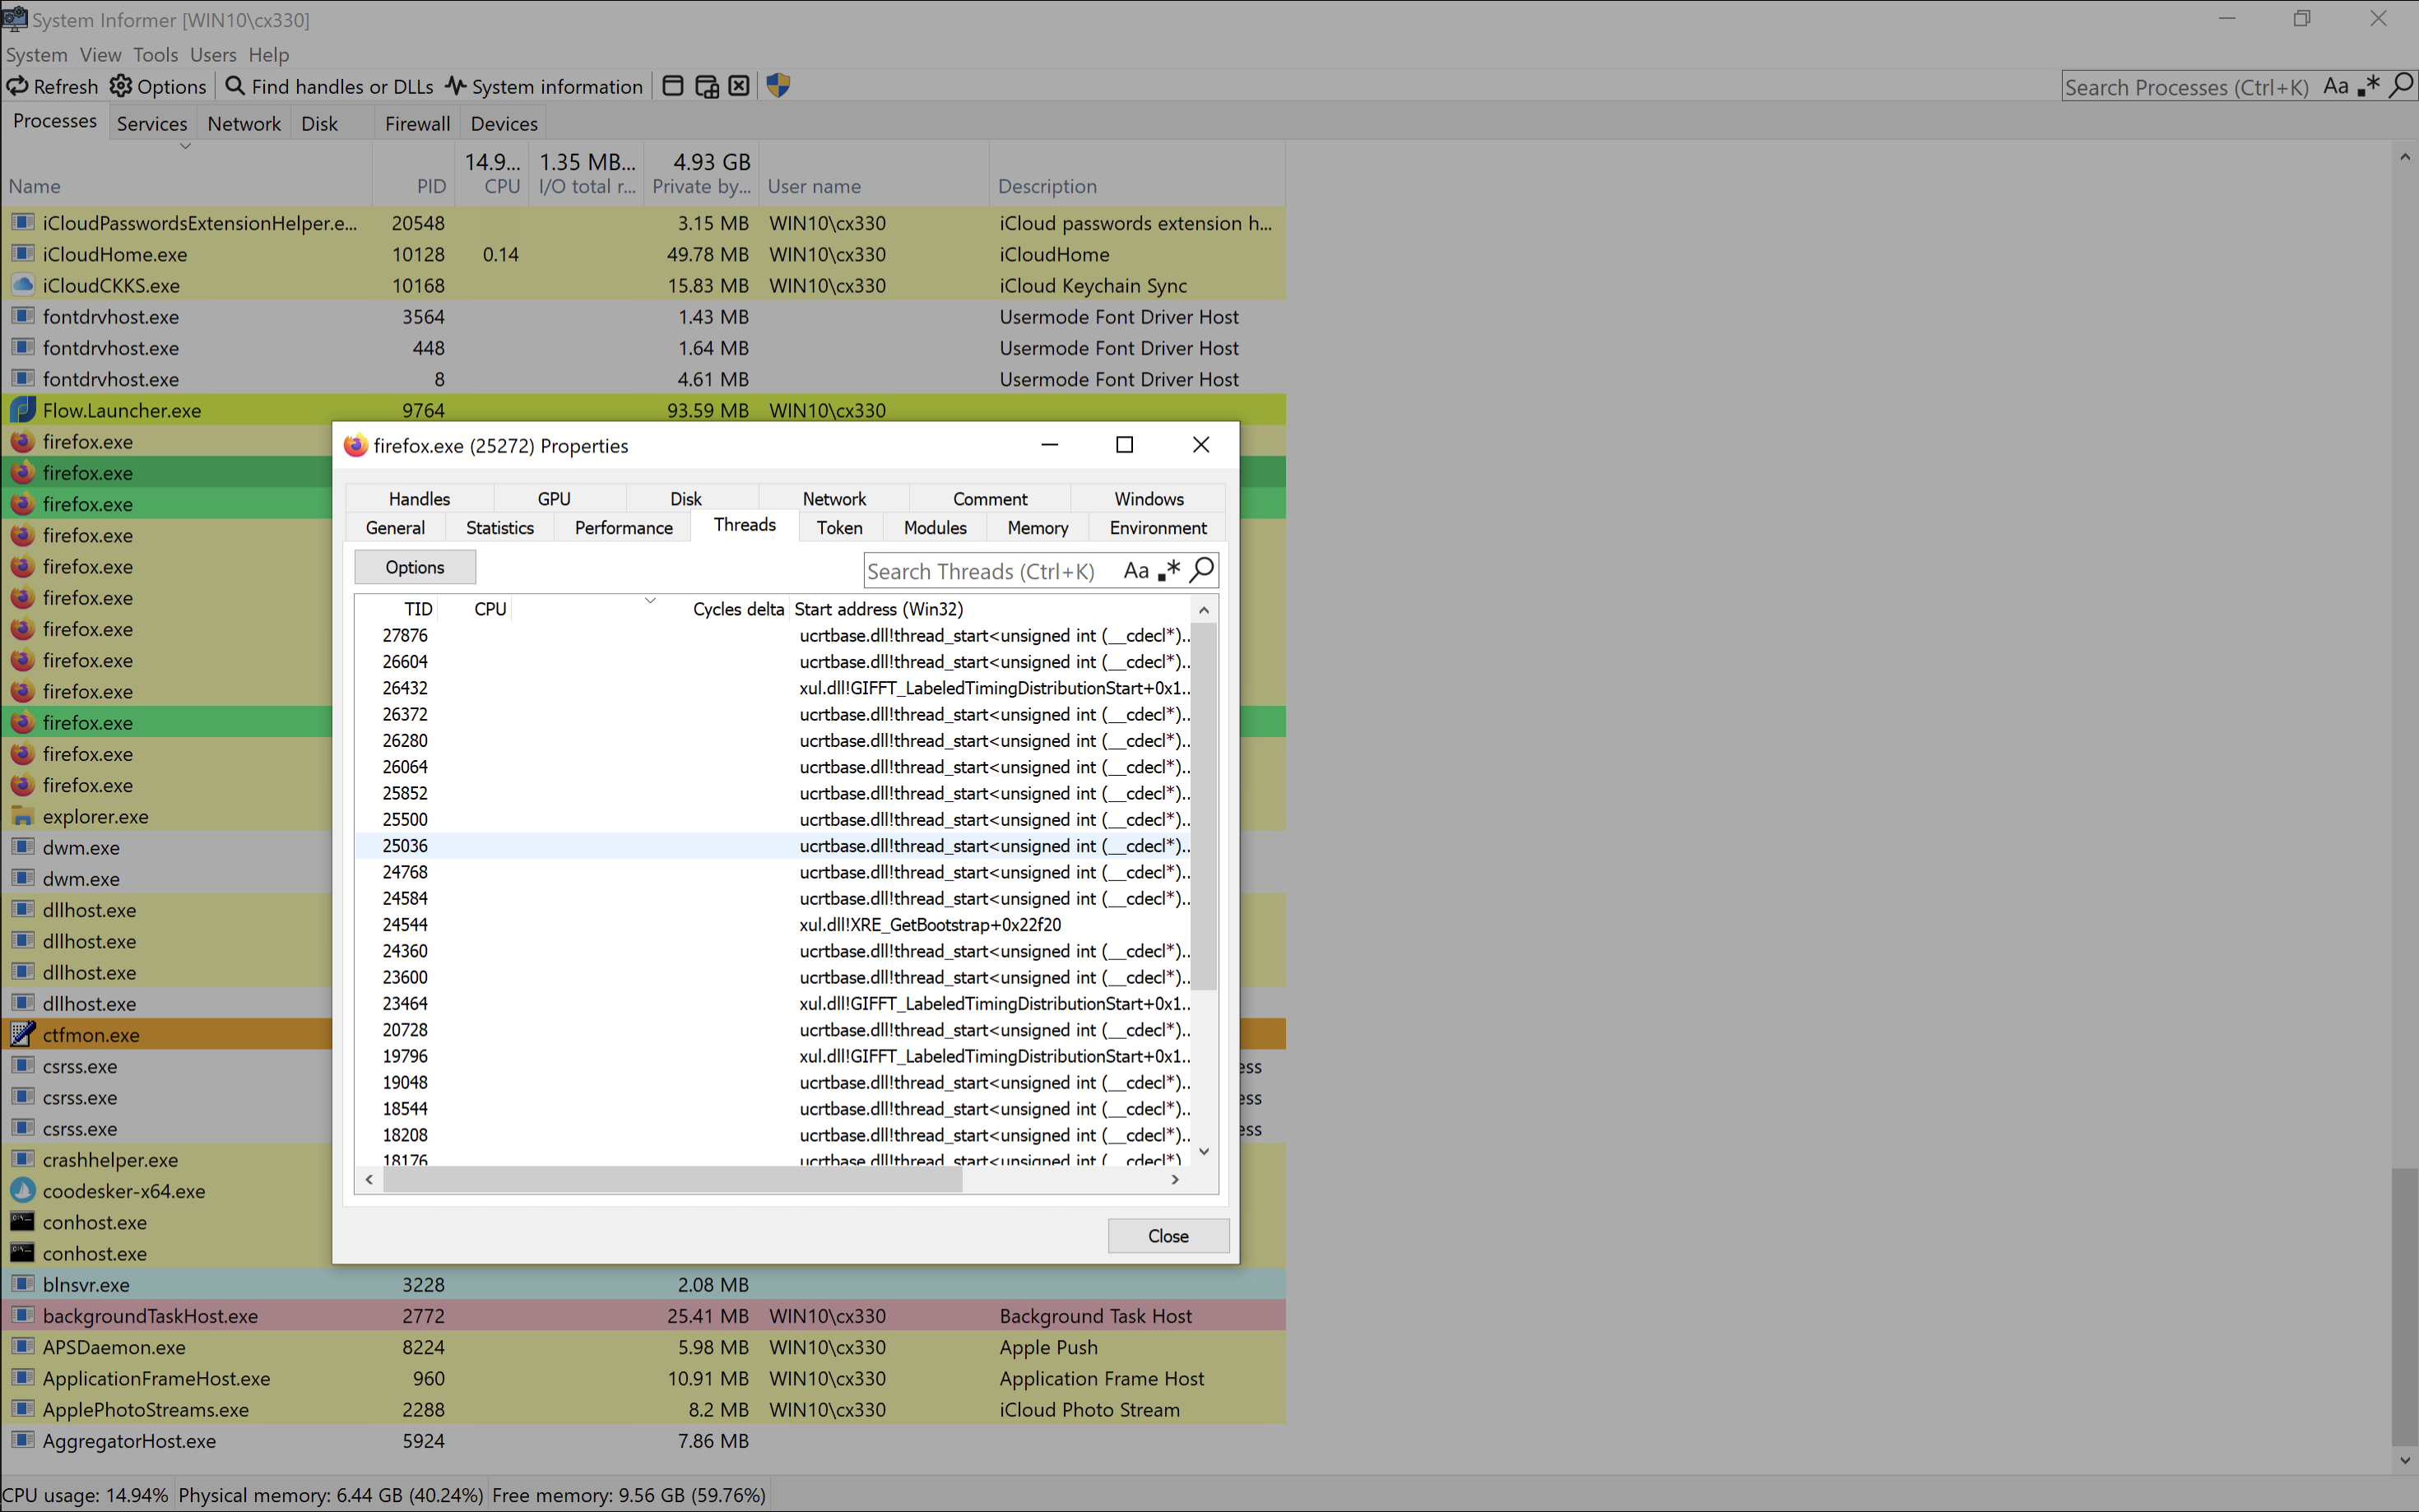 System Informer [WIN10\cx330]
System View Tools Users Help
Refresh Options Find handles or DLLs System information Search Processes (Ctrl+K) Aa .*
Processes Services Network Disk Firewall Devices
14.9... 1.35 MB... 4.93 GB
Name PID CPU I/O total r... Private by... User name Description
iCloudPasswordsExtensionHelper.e... 20548 3.15 MB WIN10\cx330 iCloud passwords extension h...
iCloudHome.exe 10128 0.14 49.78 MB WIN10\cx330 iCloudHome
iCloudCKKS.exe 10168 15.83 MB WIN10\cx330 iCloud Keychain Sync
fontdrvhost.exe 3564 1.43 MB Usermode Font Driver Host
fontdrvhost.exe 448 1.64 MB Usermode Font Driver Host
fontdrvhost.exe 8 4.61 MB Usermode Font Driver Host
Flow.Launcher.exe 9764 93.59 MB WIN10\cx330
firefox.exe
firefox.exe
firefox.exe
firefox.exe
firefox.exe
firefox.exe
firefox.exe
firefox.exe
firefox.exe
firefox.exe
firefox.exe
firefox.exe
explorer.exe
dwm.exe
dwm.exe
dllhost.exe
dllhost.exe
dllhost.exe
dllhost.exe
ctfmon.exe
csrss.exe ess
csrss.exe ess
csrss.exe ess
crashhelper.exe
coodesker-x64.exe
conhost.exe
conhost.exe
blnsvr.exe 3228 2.08 MB
backgroundTaskHost.exe 2772 25.41 MB WIN10\cx330 Background Task Host
APSDaemon.exe 8224 5.98 MB WIN10\cx330 Apple Push
ApplicationFrameHost.exe 960 10.91 MB WIN10\cx330 Application Frame Host
ApplePhotoStreams.exe 2288 8.2 MB WIN10\cx330 iCloud Photo Stream
AggregatorHost.exe 5924 7.86 MB
firefox.exe (25272) Properties
Handles GPU Disk Network Comment Windows
General Statistics Performance Threads Token Modules Memory Environment
Options Search Threads (Ctrl+K) Aa .*
TID CPU Cycles delta Start address (Win32)
27876 ucrtbase.dll!thread_start<unsigned int (__cdecl*)..
26604 ucrtbase.dll!thread_start<unsigned int (__cdecl*)..
26432 xul.dll!GIFFT_LabeledTimingDistributionStart+0x1..
26372 ucrtbase.dll!thread_start<unsigned int (__cdecl*)..
26280 ucrtbase.dll!thread_start<unsigned int (__cdecl*)..
26064 ucrtbase.dll!thread_start<unsigned int (__cdecl*)..
25852 ucrtbase.dll!thread_start<unsigned int (__cdecl*)..
25500 ucrtbase.dll!thread_start<unsigned int (__cdecl*)..
25036 ucrtbase.dll!thread_start<unsigned int (__cdecl*)..
24768 ucrtbase.dll!thread_start<unsigned int (__cdecl*)..
24584 ucrtbase.dll!thread_start<unsigned int (__cdecl*)..
24544 xul.dll!XRE_GetBootstrap+0x22f20
24360 ucrtbase.dll!thread_start<unsigned int (__cdecl*)..
23600 ucrtbase.dll!thread_start<unsigned int (__cdecl*)..
23464 xul.dll!GIFFT_LabeledTimingDistributionStart+0x1..
20728 ucrtbase.dll!thread_start<unsigned int (__cdecl*)..
19796 xul.dll!GIFFT_LabeledTimingDistributionStart+0x1..
19048 ucrtbase.dll!thread_start<unsigned int (__cdecl*)..
18544 ucrtbase.dll!thread_start<unsigned int (__cdecl*)..
18208 ucrtbase.dll!thread_start<unsigned int (__cdecl*)..
18176 ucrtbase.dll!thread_start<unsigned int (__cdecl*)
Close
CPU usage: 14.94% Physical memory: 6.44 GB (40.24%) Free memory: 9.56 GB (59.76%)